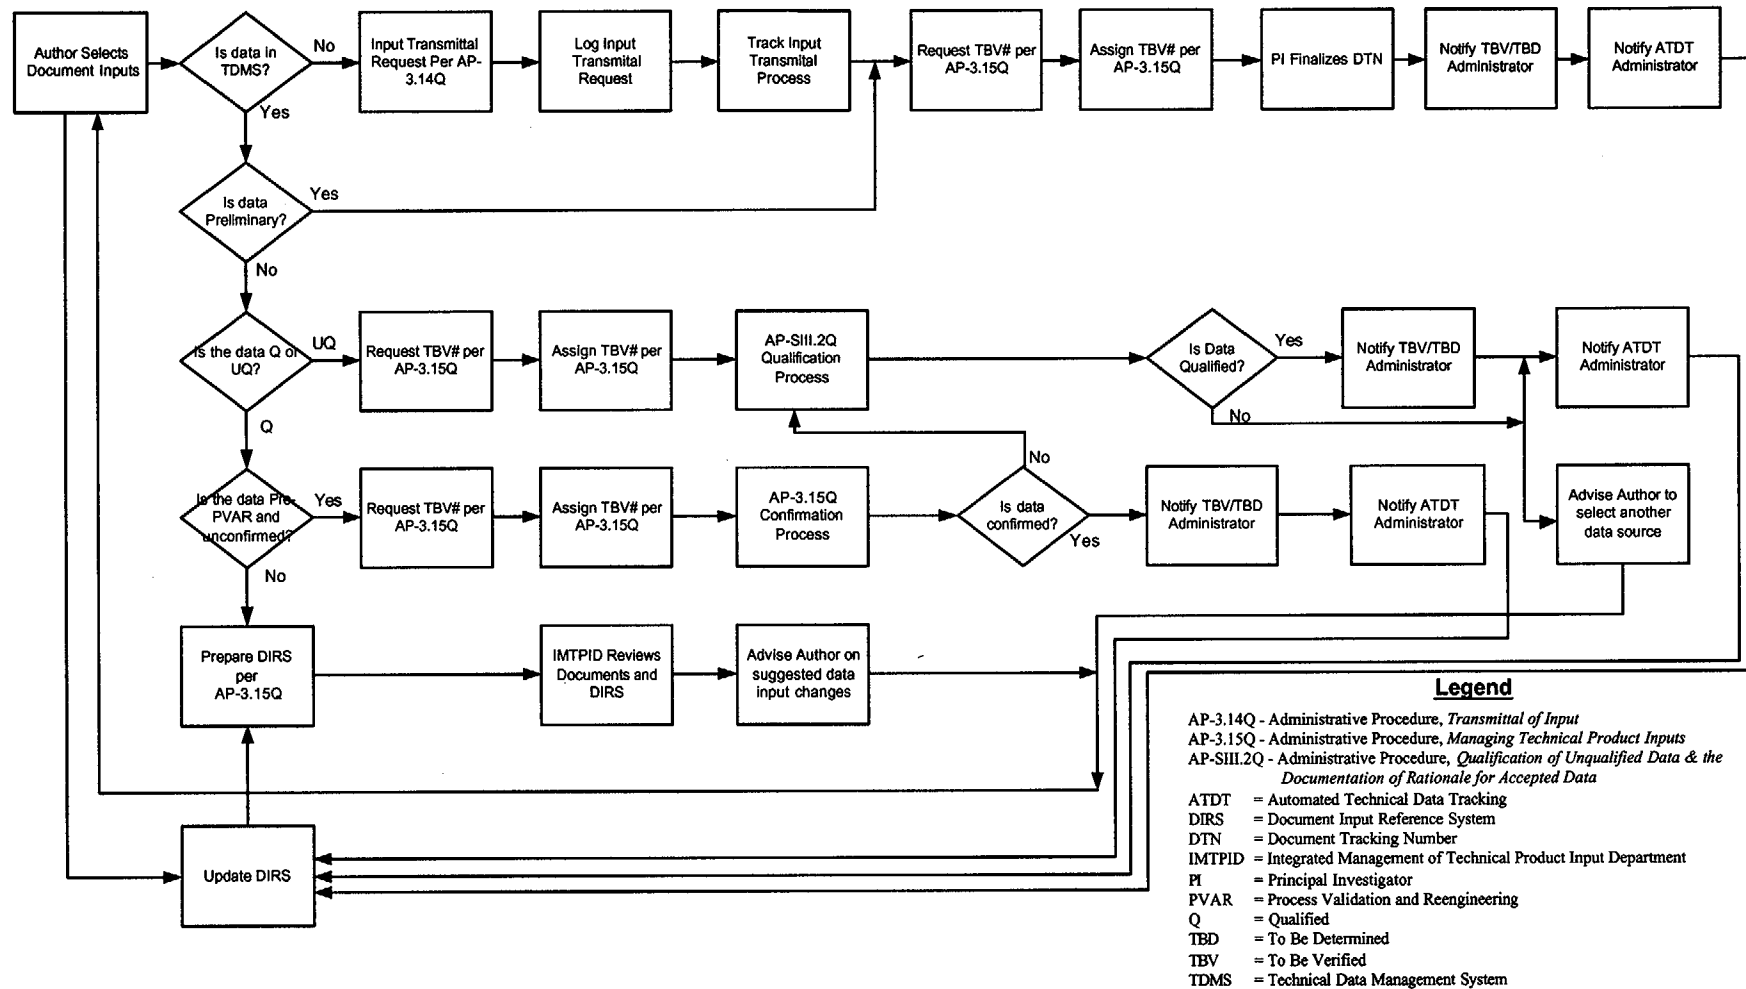 Author Selects
Document Inputs
Is data in
TDMS?
No
Input Transmittal
Request Per AP-
3.14Q
Log Input
Transmital
Request
Track Input
Transmital
Process
Request TBV# per
AP-3.15Q
Assign TBV# per
AP-3.15Q
PI Finalizes DTN
Notify TBV/TBD
Administrator
Notify ATDT
Administrator
Yes
Is data
Preliminary?
Yes
No
Is the data Q or
UQ?
UQ
Request TBV# per
AP-3.15Q
Assign TBV# per
AP-3.15Q
AP-SIII.2Q
Qualification
Process
Is Data
Qualified?
Yes
Notify TBV/TBD
Administrator
Notify ATDT
Administrator
No
Q
Is the data Pre-
PVAR and
unconfirmed?
Yes
Request TBV# per
AP-3.15Q
Assign TBV# per
AP-3.15Q
AP-3.15Q
Confirmation
Process
No
Is data
confirmed?
Yes
Notify TBV/TBD
Administrator
Notify ATDT
Administrator
Advise Author to
select another
data source
No
Prepare DIRS
per
AP-3.15Q
IMTPID Reviews
Documents and
DIRS
Advise Author on
suggested data
input changes
Update DIRS
Legend
AP-3.14Q - Administrative Procedure, Transmittal of Input
AP-3.15Q - Administrative Procedure, Managing Technical Product Inputs
AP-SIII.2Q - Administrative Procedure, Qualification of Unqualified Data & the
Documentation of Rationale for Accepted Data
ATDT = Automated Technical Data Tracking
DIRS = Document Input Reference System
DTN = Document Tracking Number
IMTPID = Integrated Management of Technical Product Input Department
PI = Principal Investigator
PVAR = Process Validation and Reengineering
Q = Qualified
TBD = To Be Determined
TBV = To Be Verified
TDMS = Technical Data Management System